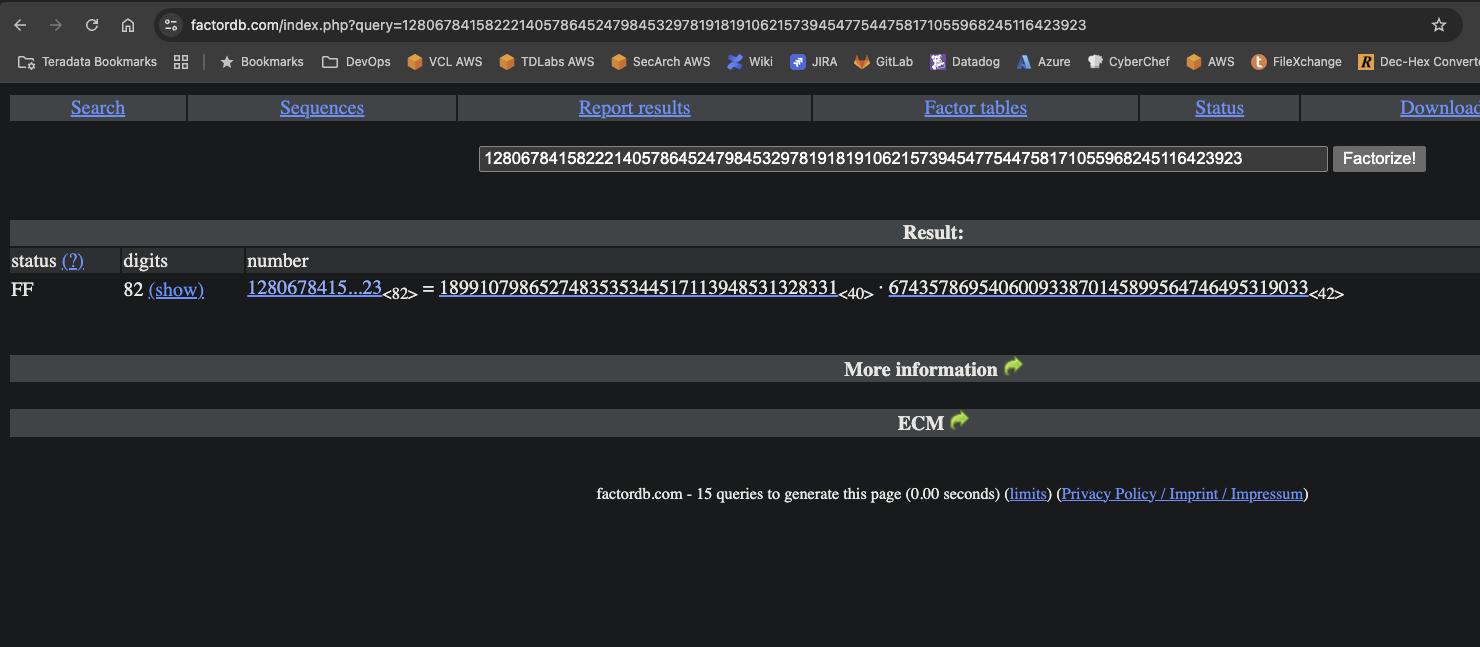 factordb.com/index.php?query=1280678415822214057864524798453297819181910621573945477544758171055968245116423923
Teradata Bookmarks Bookmarks DevOps VCL AWS TDLabs AWS SecArch AWS Wiki JIRA GitLab Datadog Azure CyberChef AWS FileXchange Dec-Hex Converte
Search Sequences Report results Factor tables Status Download
1280678415822214057864524798453297819181910621573945477544758171055968245116423923 Factorize!
Result:
status (?) digits number
FF 82 (show) 1280678415...23<82> = 1899107986527483535344517113948531328331<40> · 674357869540600933870145899564746495319033<42>
More information
ECM
factordb.com - 15 queries to generate this page (0.00 seconds) (limits) (Privacy Policy / Imprint / Impressum)